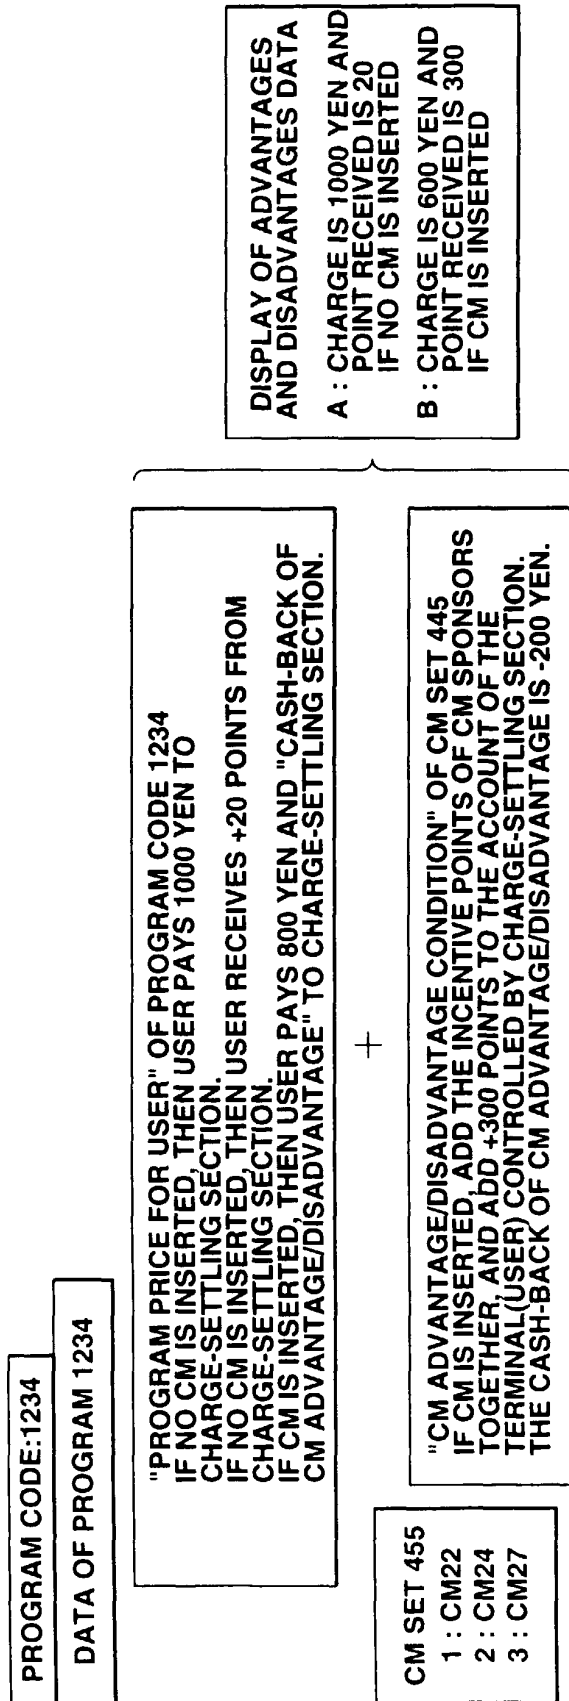 PROGRAM CODE:1234
DATA OF PROGRAM 1234
"PROGRAM PRICE FOR USER" OF PROGRAM CODE 1234
IF NO CM IS INSERTED, THEN USER PAYS 1000 YEN TO
CHARGE-SETTLING SECTION.
IF NO CM IS INSERTED, THEN USER RECEIVES +20 POINTS FROM
CHARGE-SETTLING SECTION.
IF CM IS INSERTED, THEN USER PAYS 800 YEN AND "CASH-BACK OF
CM ADVANTAGE/DISADVANTAGE" TO CHARGE-SETTLING SECTION.
+
CM SET 455
1 : CM22
2 : CM24
3 : CM27
"CM ADVANTAGE/DISADVANTAGE CONDITION" OF CM SET 445
IF CM IS INSERTED, ADD THE INCENTIVE POINTS OF CM SPONSORS
TOGETHER, AND ADD +300 POINTS TO THE ACCOUNT OF THE
TERMINAL(USER) CONTROLLED BY CHARGE-SETTLING SECTION.
THE CASH-BACK OF CM ADVANTAGE/DISADVANTAGE IS -200 YEN.
DISPLAY OF ADVANTAGES
AND DISADVANTAGES DATA
A : CHARGE IS 1000 YEN AND
POINT RECEIVED IS 20
IF NO CM IS INSERTED
B : CHARGE IS 600 YEN AND
POINT RECEIVED IS 300
IF CM IS INSERTED